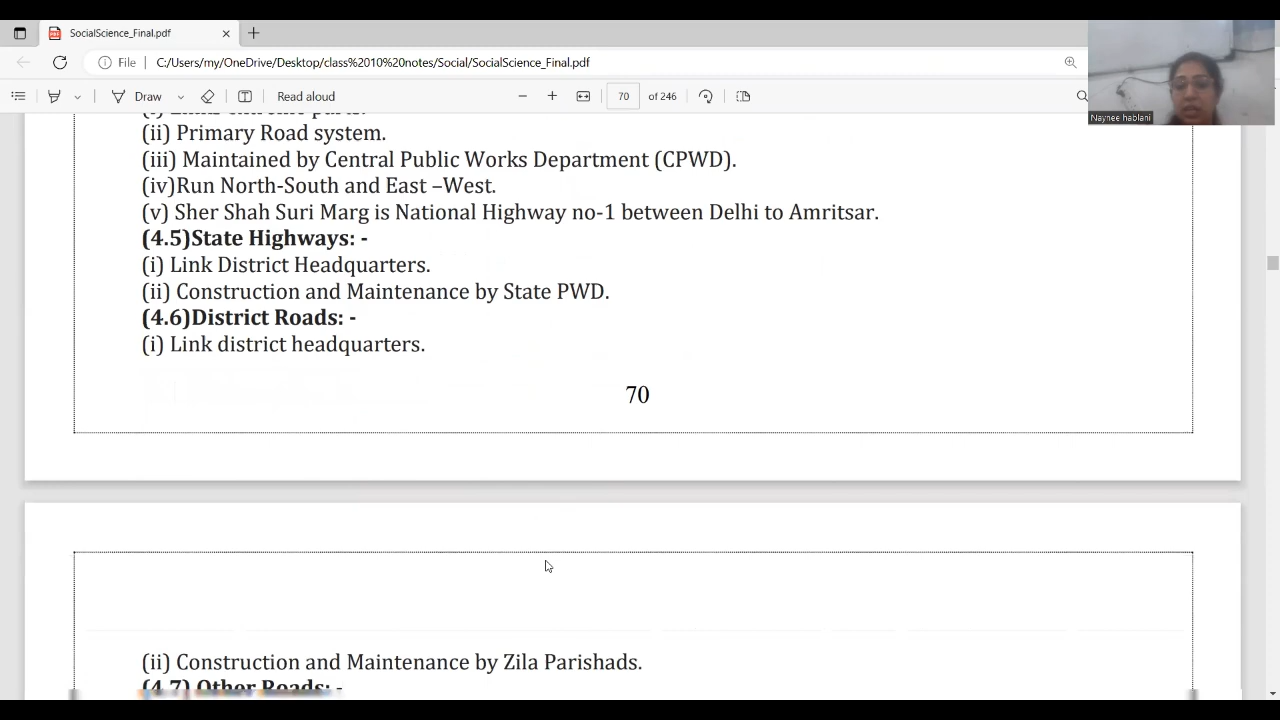 SocialScience_Final.pdf
File C:/Users/my/OneDrive/Desktop/class%2010%20notes/Social/SocialScience_Final.pdf
Draw Read aloud 70 of 246
Naynee hablani
(ii) Primary Road system.
(iii) Maintained by Central Public Works Department (CPWD).
(iv)Run North-South and East –West.
(v) Sher Shah Suri Marg is National Highway no-1 between Delhi to Amritsar.
(4.5)State Highways: -
(i) Link District Headquarters.
(ii) Construction and Maintenance by State PWD.
(4.6)District Roads: -
(i) Link district headquarters.
70
(ii) Construction and Maintenance by Zila Parishads.
(4.7) Other Roads: -